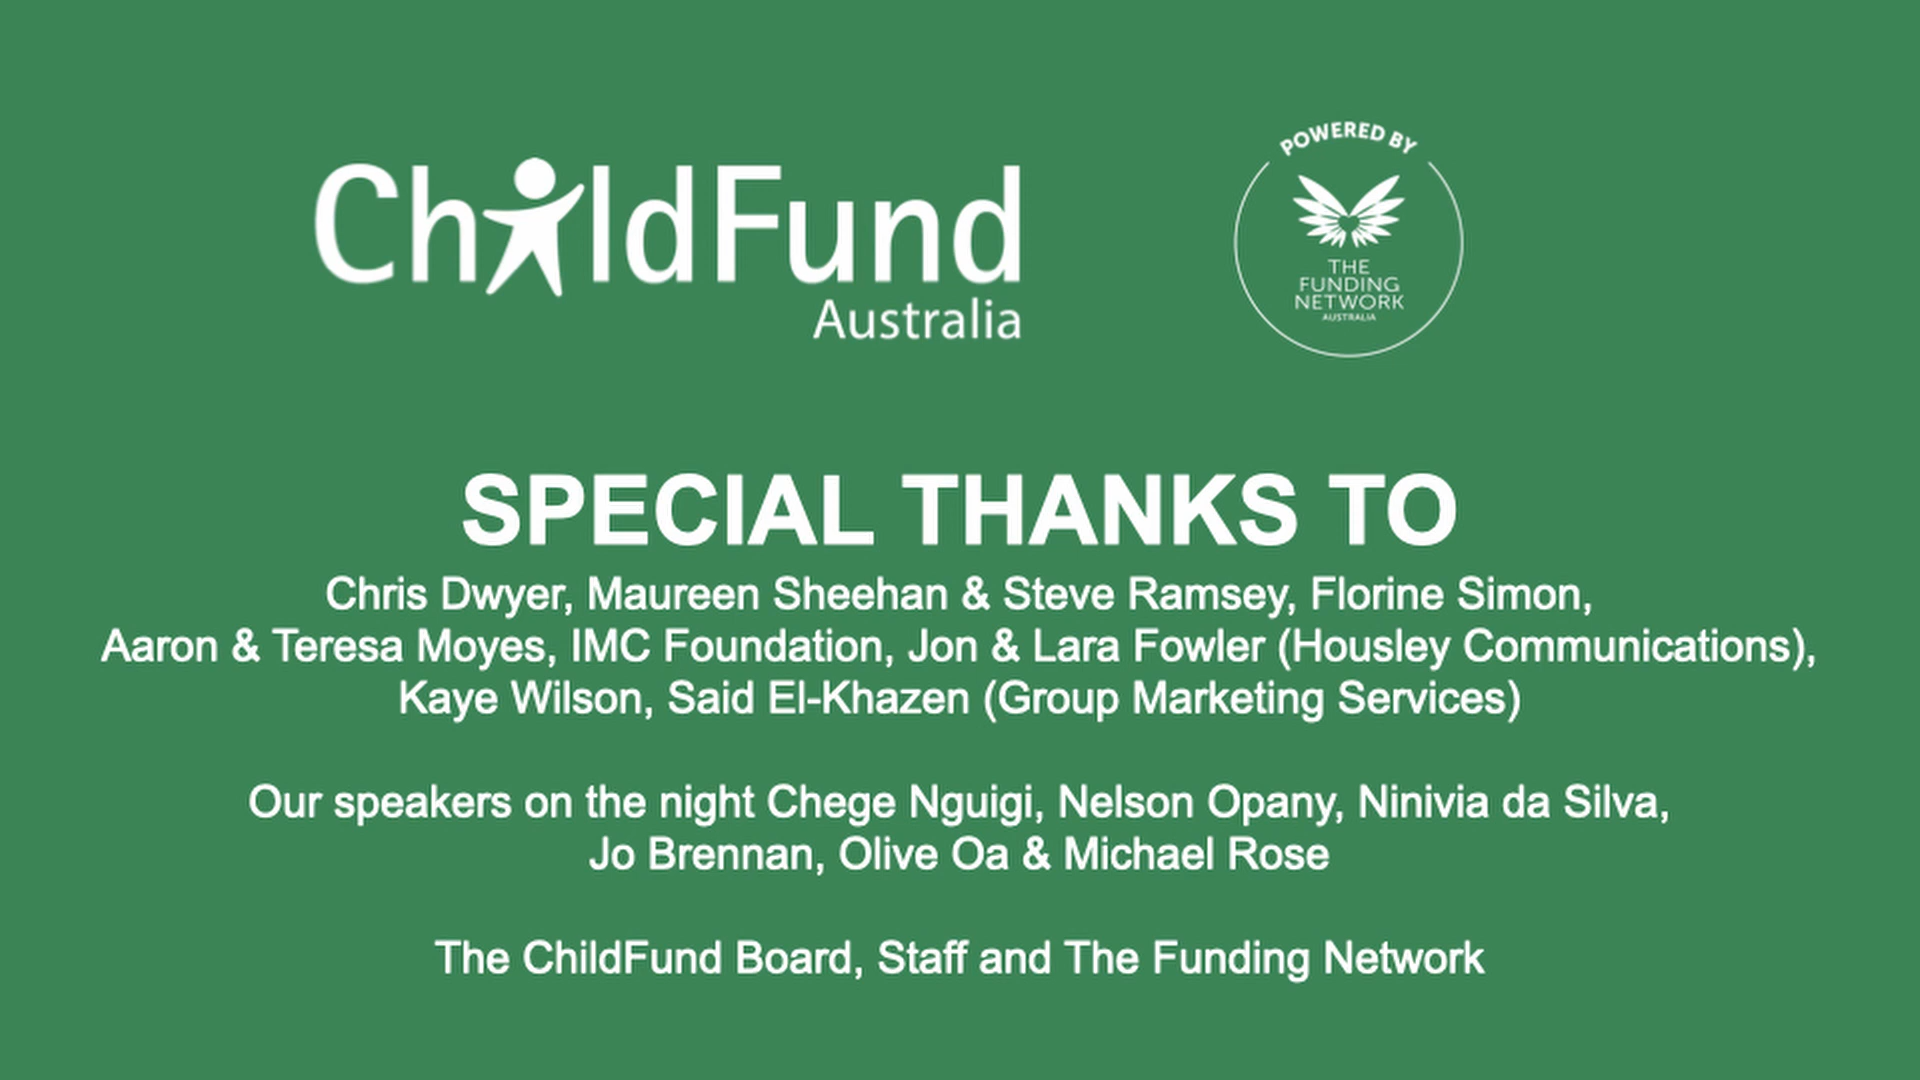 ChildFund
Australia
POWERED BY
THE
FUNDING
NETWORK
AUSTRALIA
SPECIAL THANKS TO
Chris Dwyer, Maureen Sheehan & Steve Ramsey, Florine Simon,
Aaron & Teresa Moyes, IMC Foundation, Jon & Lara Fowler (Housley Communications),
Kaye Wilson, Said El-Khazen (Group Marketing Services)
Our speakers on the night Chege Nguigi, Nelson Opany, Ninivia da Silva,
Jo Brennan, Olive Oa & Michael Rose
The ChildFund Board, Staff and The Funding Network